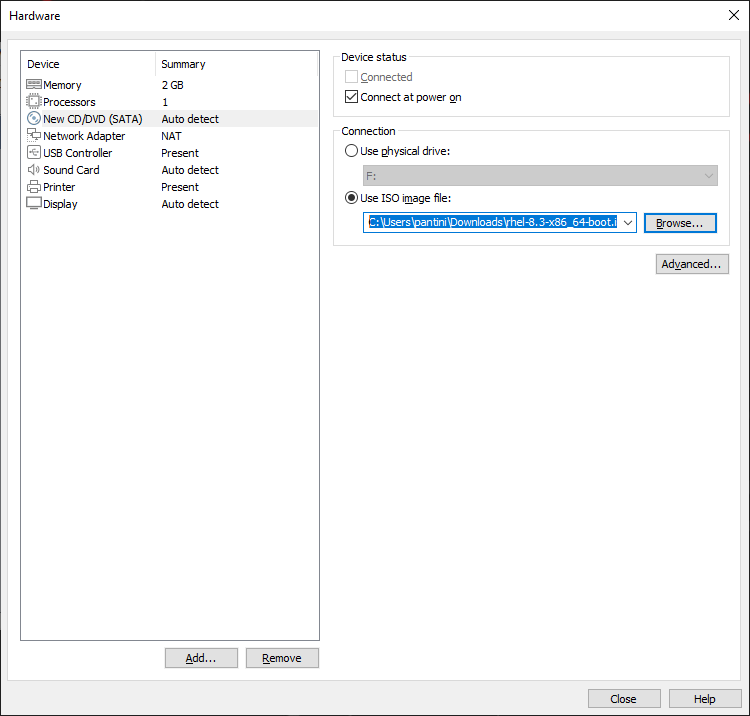 Hardware
Device Summary
Memory 2 GB
Processors 1
New CD/DVD (SATA) Auto detect
Network Adapter NAT
USB Controller Present
Sound Card Auto detect
Printer Present
Display Auto detect
Add... Remove
Device status
Connected
Connect at power on
Connection
Use physical drive:
F:
Use ISO image file:
C:\Users\pantini\Downloads\rhel-8.3-x86_64-boot.i Browse...
Advanced...
Close Help